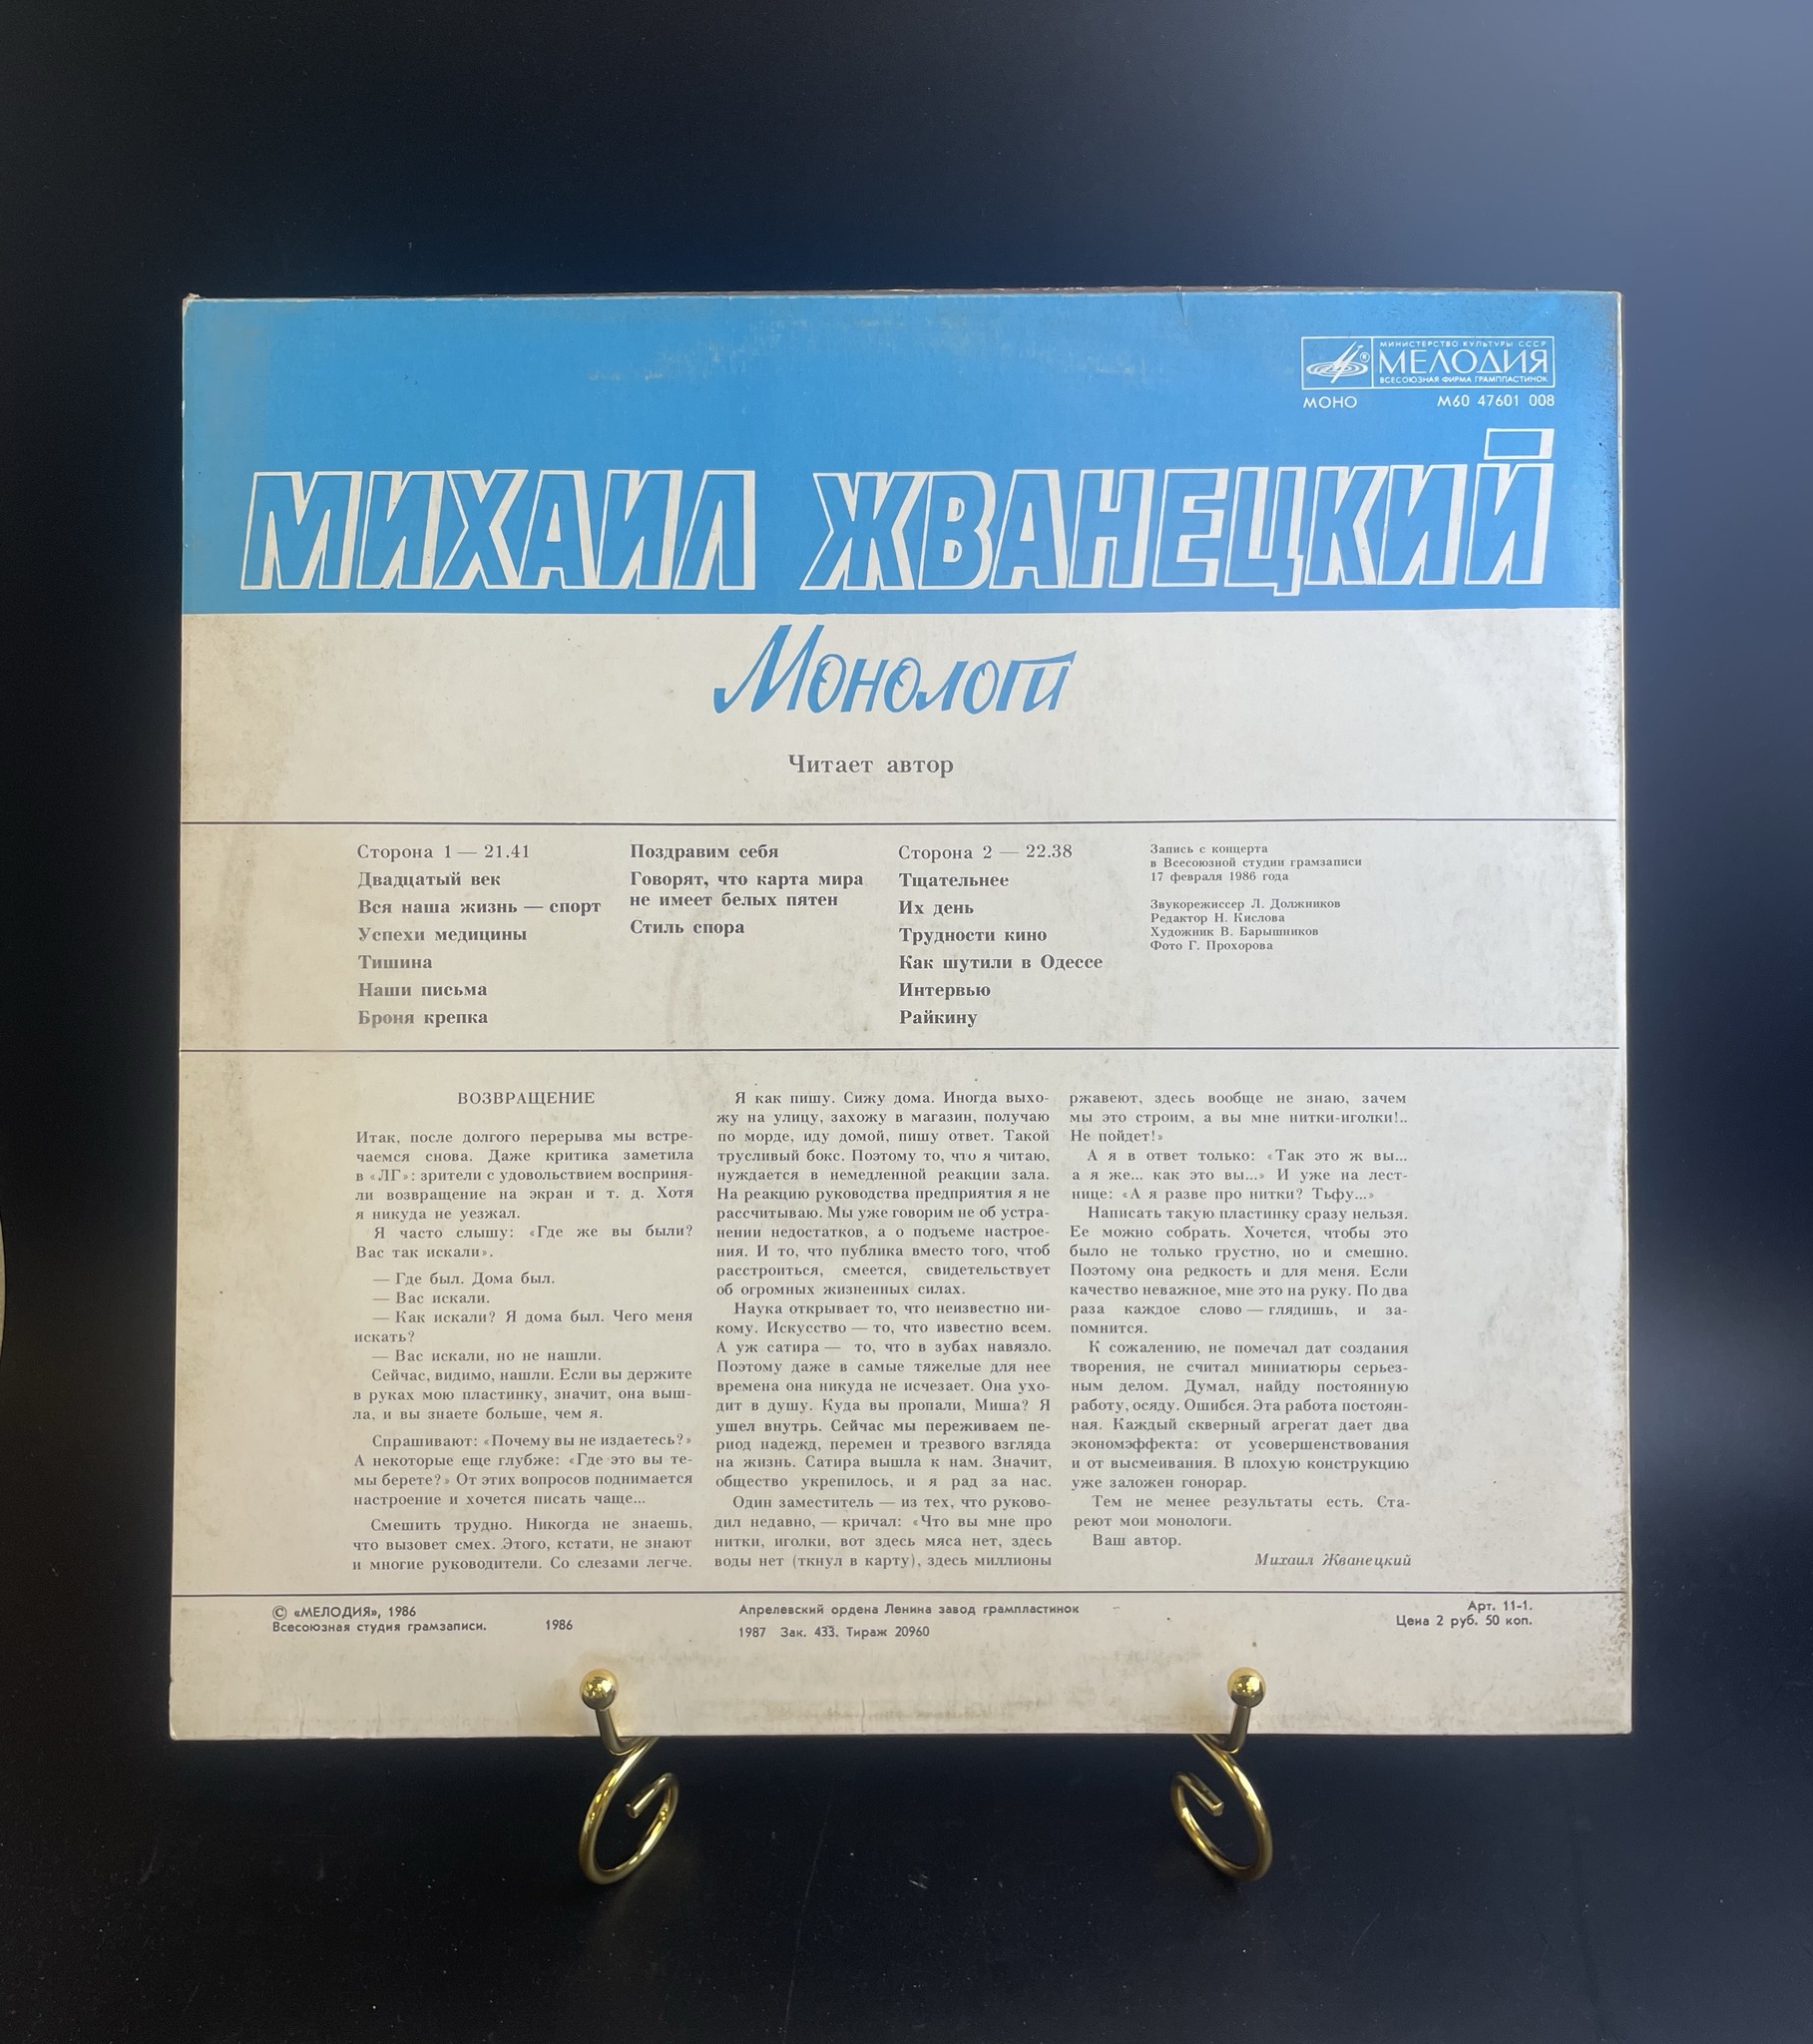 МИНИСТЕРСТВО КУЛЬТУРЫ СССР
МЕЛОДИЯ
ВСЕСОЮЗНАЯ ФИРМА ГРАМПЛАСТИНОК
МОНО М60 47601 008
МИХАИЛ ЖВАНЕЦКИЙ
Монологи
Читает автор
Сторона 1 — 21.41
Двадцатый век
Вся наша жизнь — спорт
Успехи медицины
Тишина
Наши письма
Броня крепка
Поздравим себя
Говорят, что карта мира
не имеет белых пятен
Стиль спора
Сторона 2 — 22.38
Тщательнее
Их день
Трудности кино
Как шутили в Одессе
Интервью
Райкину
Запись с концерта
в Всесоюзной студии грамзаписи
17 февраля 1986 года
Звукорежиссер Л. Должников
Редактор Н. Кислова
Художник В. Барышников
Фото Г. Прохорова
ВОЗВРАЩЕНИЕ
Итак, после долгого перерыва мы встре-
чаемся снова. Даже критика заметила
в «ЛГ»: зрители с удовольствием восприня-
ли возвращение на экран и т. д. Хотя
я никуда не уезжал.
Я часто слышу: «Где же вы были?
Вас так искали».
— Где был. Дома был.
— Вас искали.
— Как искали? Я дома был. Чего меня
искать?
— Вас искали, но не нашли.
Сейчас, видимо, нашли. Если вы держите
в руках мою пластинку, значит, она выш-
ла, и вы знаете больше, чем я.
Спрашивают: «Почему вы не издаетесь?»
А некоторые еще глубже: «Где это вы те-
мы берете?» От этих вопросов поднимается
настроение и хочется писать чаще...
Смешить трудно. Никогда не знаешь,
что вызовет смех. Этого, кстати, не знают
и многие руководители. Со слезами легче.
Я как пишу. Сижу дома. Иногда выхо-
жу на улицу, захожу в магазин, получаю
по морде, иду домой, пишу ответ. Такой
трусливый бокс. Поэтому то, что я читаю,
нуждается в немедленной реакции зала.
На реакцию руководства предприятия я не
рассчитываю. Мы уже говорим не об устра-
нении недостатков, а о подъеме настрое-
ния. И то, что публика вместо того, чтоб
расстроиться, смеется, свидетельствует
об огромных жизненных силах.
Наука открывает то, что неизвестно ни-
кому. Искусство — то, что известно всем.
А уж сатира — то, что в зубах навязло.
Поэтому даже в самые тяжелые для нее
времена она никуда не исчезает. Она ухо-
дит в душу. Куда вы пропали, Миша? Я
ушел внутрь. Сейчас мы переживаем пе-
риод надежд, перемен и трезвого взгляда
на жизнь. Сатира вышла к нам. Значит,
общество укрепилось, и я рад за нас.
Один заместитель — из тех, что руково-
дил недавно, — кричал: «Что вы мне про
нитки, иголки, вот здесь мяса нет, здесь
воды нет (ткнул в карту), здесь миллионы
ржавеют, здесь вообще не знаю, зачем
мы это строим, а вы мне нитки-иголки!..
Не пойдет!»
А я в ответ только: «Так это ж вы...
а я же... как это вы...» И уже на лест-
нице: «А я разве про нитки? Тьфу...»
Написать такую пластинку сразу нельзя.
Ее можно собрать. Хочется, чтобы это
было не только грустно, но и смешно.
Поэтому она редкость и для меня. Если
качество неважное, мне это на руку. По два
раза каждое слово — глядишь, и за-
помнится.
К сожалению, не помечал дат создания
творения, не считал миниатюры серьез-
ным делом. Думал, найду постоянную
работу, осяду. Ошибся. Эта работа постоян-
ная. Каждый скверный агрегат дает два
экономэффекта: от усовершенствования
и от высмеивания. В плохую конструкцию
уже заложен гонорар.
Тем не менее результаты есть. Ста-
реют мои монологи.
Ваш автор.
Михаил Жванецкий
© «МЕЛОДИЯ», 1986
Всесоюзная студия грамзаписи. 1986
Апрелевский ордена Ленина завод грампластинок
1987 Зак. 433. Тираж 20960
Арт. 11-1.
Цена 2 руб. 50 коп.